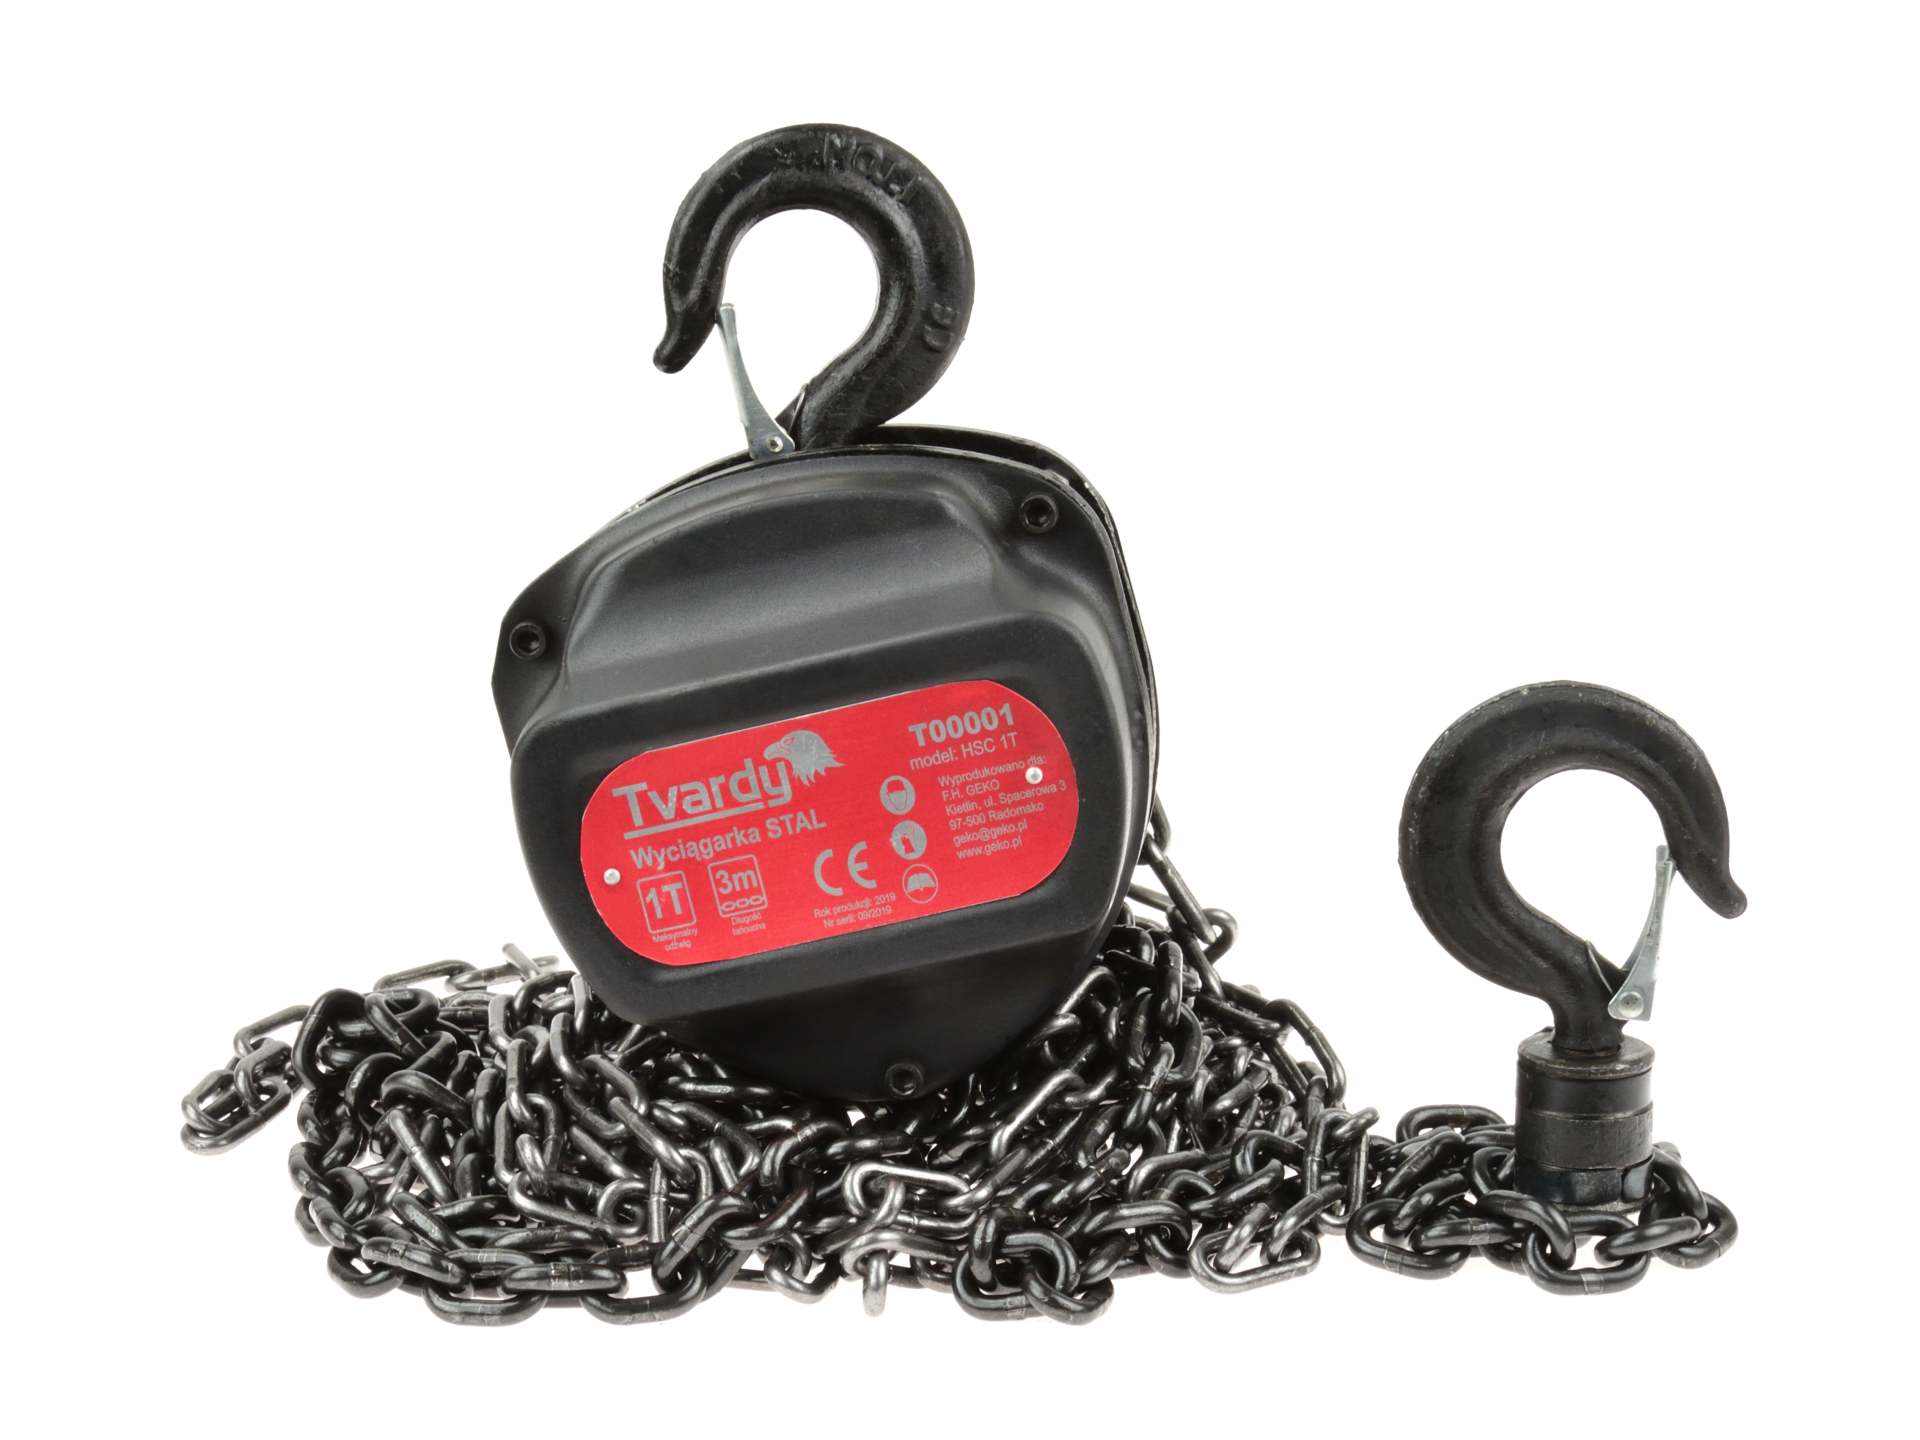 1TON
Tvardy
Wyciągarka STAL
1T
Maksymalny
udźwig
3m
Długość
łańcucha
CE
Rok produkcji: 2019
Nr serii: 09/2019
T00001
model: HSC 1T
Wyprodukowano dla:
F.H. GEKO
Kietlin, ul. Spacerowa 3
97-500 Radomsko
geko@geko.pl
www.geko.pl